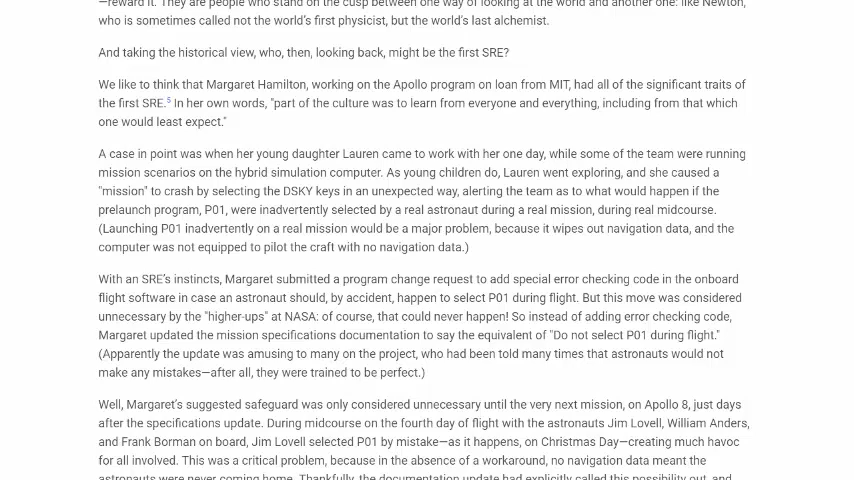 —reward it. They are people who stand on the cusp between one way of looking at the world and another one: like Newton,
who is sometimes called not the world's first physicist, but the world's last alchemist.
And taking the historical view, who, then, looking back, might be the first SRE?
We like to think that Margaret Hamilton, working on the Apollo program on loan from MIT, had all of the significant traits of
the first SRE.5 In her own words, "part of the culture was to learn from everyone and everything, including from that which
one would least expect."
A case in point was when her young daughter Lauren came to work with her one day, while some of the team were running
mission scenarios on the hybrid simulation computer. As young children do, Lauren went exploring, and she caused a
"mission" to crash by selecting the DSKY keys in an unexpected way, alerting the team as to what would happen if the
prelaunch program, P01, were inadvertently selected by a real astronaut during a real mission, during real midcourse.
(Launching P01 inadvertently on a real mission would be a major problem, because it wipes out navigation data, and the
computer was not equipped to pilot the craft with no navigation data.)
With an SRE's instincts, Margaret submitted a program change request to add special error checking code in the onboard
flight software in case an astronaut should, by accident, happen to select P01 during flight. But this move was considered
unnecessary by the "higher-ups" at NASA: of course, that could never happen! So instead of adding error checking code,
Margaret updated the mission specifications documentation to say the equivalent of "Do not select P01 during flight."
(Apparently the update was amusing to many on the project, who had been told many times that astronauts would not
make any mistakes—after all, they were trained to be perfect.)
Well, Margaret's suggested safeguard was only considered unnecessary until the very next mission, on Apollo 8, just days
after the specifications update. During midcourse on the fourth day of flight with the astronauts Jim Lovell, William Anders,
and Frank Borman on board, Jim Lovell selected P01 by mistake—as it happens, on Christmas Day—creating much havoc
for all involved. This was a critical problem, because in the absence of a workaround, no navigation data meant the
astronauts were never coming home. Thankfully, the documentation update had explicitly called this possibility out, and